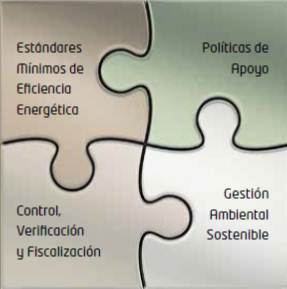 Estándares
Mínimos de
Eficiencia
Energética
Políticas de
Apoyo
Control,
Verificación
y Fiscalización
Gestión
Ambiental
Sostenible